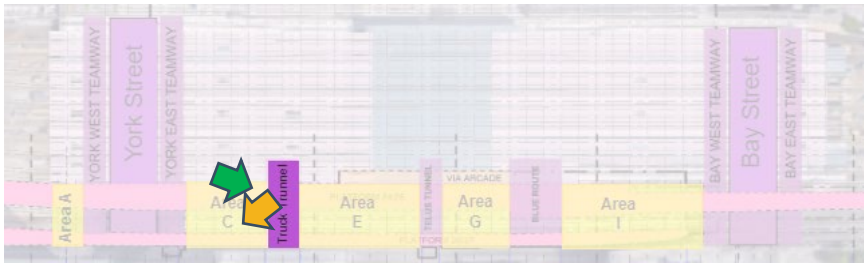 YORK WEST TEAMWAY
York Street
YORK EAST TEAMWAY
BAY WEST TEAMWAY
Bay Street
BAY EAST TEAMWAY
VIA ARCADE
Area A
Area
C
Truck Trunnel
Area
E
TELUS TUNNEL
Area
G
BLUE ROUTE
Area
I